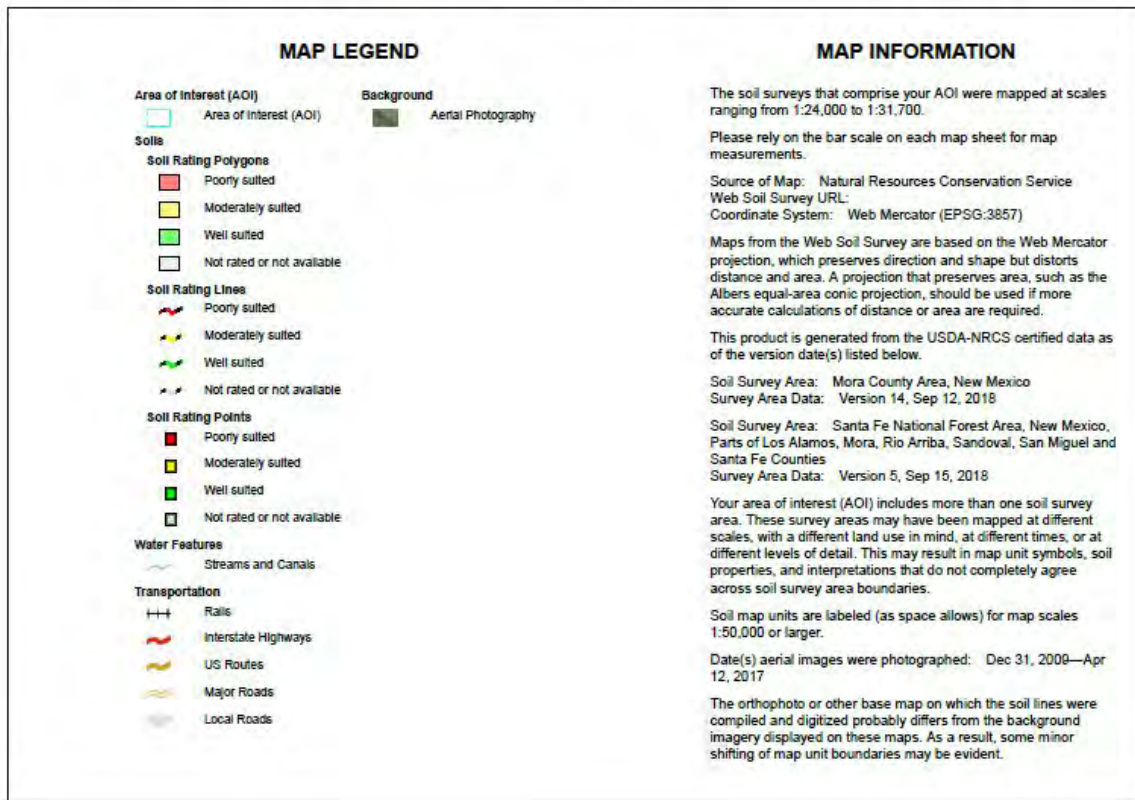 MAP LEGEND
Area of Interest (AOI)
Area of Interest (AOI)
Soils
Soil Rating Polygons
Poorly suited
Moderately suited
Well suited
Not rated or not available
Soil Rating Lines
Poorly suited
Moderately suited
Well suited
Not rated or not available
Soil Rating Points
Poorly suited
Moderately suited
Well suited
Not rated or not available
Water Features
Streams and Canals
Transportation
Rails
Interstate Highways
US Routes
Major Roads
Local Roads
Background
Aerial Photography
MAP INFORMATION
The soil surveys that comprise your AOI were mapped at scales
ranging from 1:24,000 to 1:31,700.
Please rely on the bar scale on each map sheet for map
measurements.
Source of Map: Natural Resources Conservation Service
Web Soil Survey URL:
Coordinate System: Web Mercator (EPSG:3857)
Maps from the Web Soil Survey are based on the Web Mercator
projection, which preserves direction and shape but distorts
distance and area. A projection that preserves area, such as the
Albers equal-area conic projection, should be used if more
accurate calculations of distance or area are required.
This product is generated from the USDA-NRCS certified data as
of the version date(s) listed below.
Soil Survey Area: Mora County Area, New Mexico
Survey Area Data: Version 14, Sep 12, 2018
Soil Survey Area: Santa Fe National Forest Area, New Mexico,
Parts of Los Alamos, Mora, Rio Arriba, Sandoval, San Miguel and
Santa Fe Counties
Survey Area Data: Version 5, Sep 15, 2018
Your area of interest (AOI) includes more than one soil survey
area. These survey areas may have been mapped at different
scales, with a different land use in mind, at different times, or at
different levels of detail. This may result in map unit symbols, soil
properties, and interpretations that do not completely agree
across soil survey area boundaries.
Soil map units are labeled (as space allows) for map scales
1:50,000 or larger.
Date(s) aerial images were photographed: Dec 31, 2009—Apr
12, 2017
The orthophoto or other base map on which the soil lines were
compiled and digitized probably differs from the background
imagery displayed on these maps. As a result, some minor
shifting of map unit boundaries may be evident.